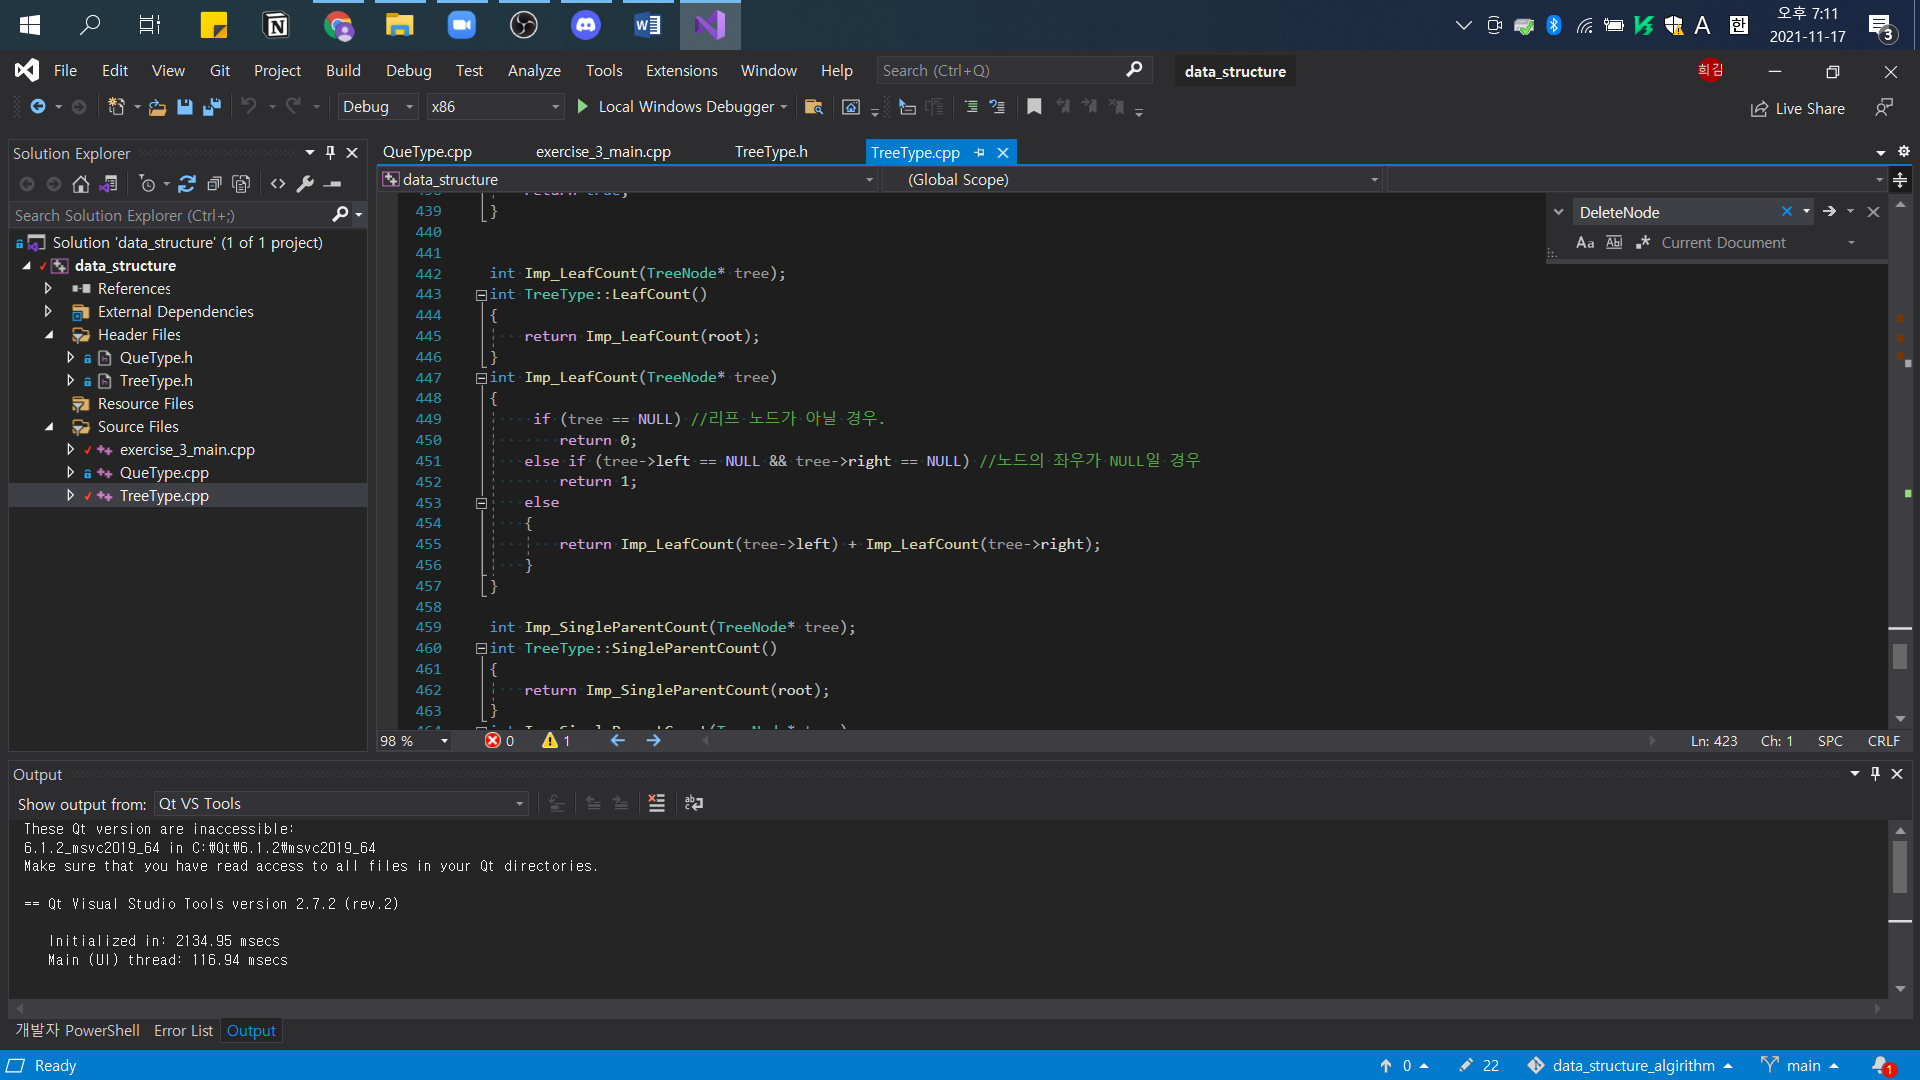 오후 7:11
2021-11-17
3
A
한
File Edit View Git Project Build Debug Test Analyze Tools Extensions Window Help
Search (Ctrl+Q)
data_structure
희김
Debug
x86
Local Windows Debugger
Live Share
Solution Explorer
Search Solution Explorer (Ctrl+;)
Solution 'data_structure' (1 of 1 project)
data_structure
References
External Dependencies
Header Files
QueType.h
TreeType.h
Resource Files
Source Files
exercise_3_main.cpp
QueType.cpp
TreeType.cpp
QueType.cpp exercise_3_main.cpp TreeType.h TreeType.cpp
data_structure
(Global Scope)
DeleteNode
Aa Abl Current Document
439 }
440
441
442 int Imp_LeafCount(TreeNode* tree);
443 int TreeType::LeafCount()
444 {
445 return Imp_LeafCount(root);
446 }
447 int Imp_LeafCount(TreeNode* tree)
448 {
449 if (tree == NULL) //리프 노드가 아닐 경우.
450 return 0;
451 else if (tree->left == NULL && tree->right == NULL) //노드의 좌우가 NULL일 경우
452 return 1;
453 else
454 {
455 return Imp_LeafCount(tree->left) + Imp_LeafCount(tree->right);
456 }
457 }
458
459 int Imp_SingleParentCount(TreeNode* tree);
460 int TreeType::SingleParentCount()
461 {
462 return Imp_SingleParentCount(root);
463 }
98 % 0 1 Ln: 423 Ch: 1 SPC CRLF
Output
Show output from: Qt VS Tools
These Qt version are inaccessible:
6.1.2_msvc2019_64 in C:₩Qt₩6.1.2₩msvc2019_64
Make sure that you have read access to all files in your Qt directories.
== Qt Visual Studio Tools version 2.7.2 (rev.2)
Initialized in: 2134.95 msecs
Main (UI) thread: 116.94 msecs
개발자 PowerShell Error List Output
Ready
0 22 data_structure_algirithm main 1